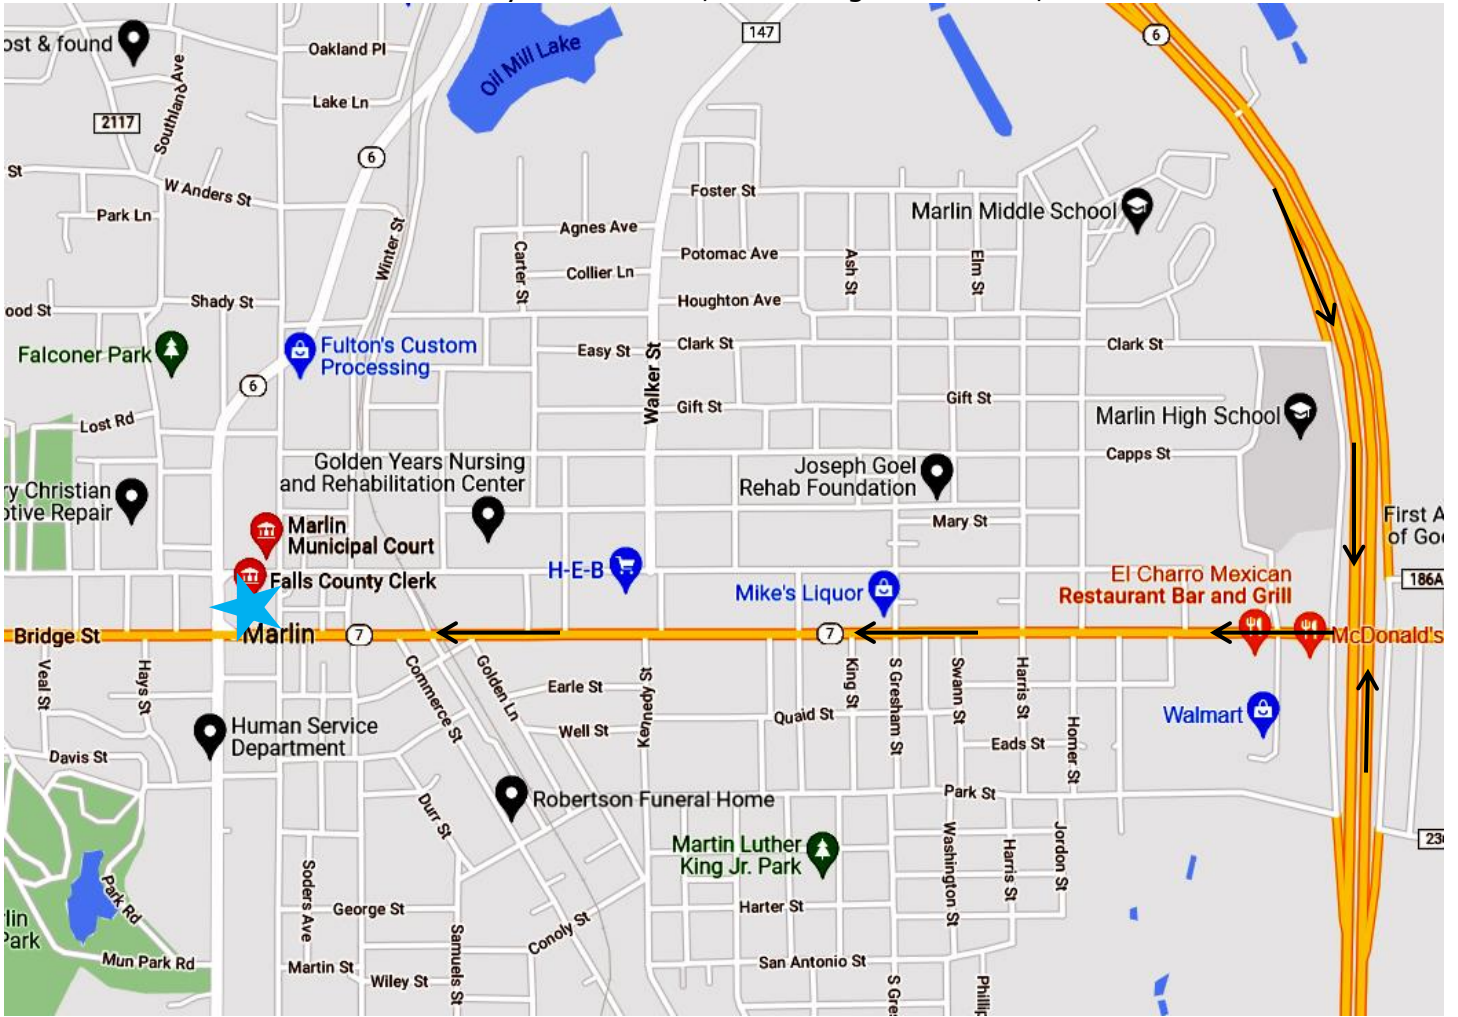 147
6
ost & found
Oakland Pl
Oil Mill Lake
Southland Ave
Lake Ln
2117
6
St
W Anders St
Foster St
Marlin Middle School
Park Ln
Agnes Ave
Winter St
Carter St
Potomac Ave
Ash St
Elm St
Collier Ln
Shady St
Houghton Ave
ood St
Falconer Park
Fulton's Custom
Processing
Easy St
Walker St
Clark St
Clark St
6
Gift St
Gift St
Lost Rd
Marlin High School
Golden Years Nursing
and Rehabilitation Center
Joseph Goel
Rehab Foundation
Capps St
ry Christian
otive Repair
Marlin
Municipal Court
Mary St
First A
of Go
H-E-B
Falls County Clerk
Mike's Liquor
El Charro Mexican
Restaurant Bar and Grill
186A
Bridge St
Marlin
7
7
McDonald's
Veal St
Hays St
Commerce St
Golden Ln
Earle St
Kennedy St
King St
S Gresham St
Swann St
Harris St
Homer St
Walmart
Human Service
Department
Well St
Quaid St
Eads St
Davis St
Durr St
Robertson Funeral Home
Park St
Martin Luther
King Jr. Park
Washington St
Harris St
Jordon St
23
Soders Ave
Park Rd
George St
Harter St
rlin
Park
Conoly St
Samuels St
Mun Park Rd
Martin St
Wiley St
San Antonio St
S Gres
Phillip